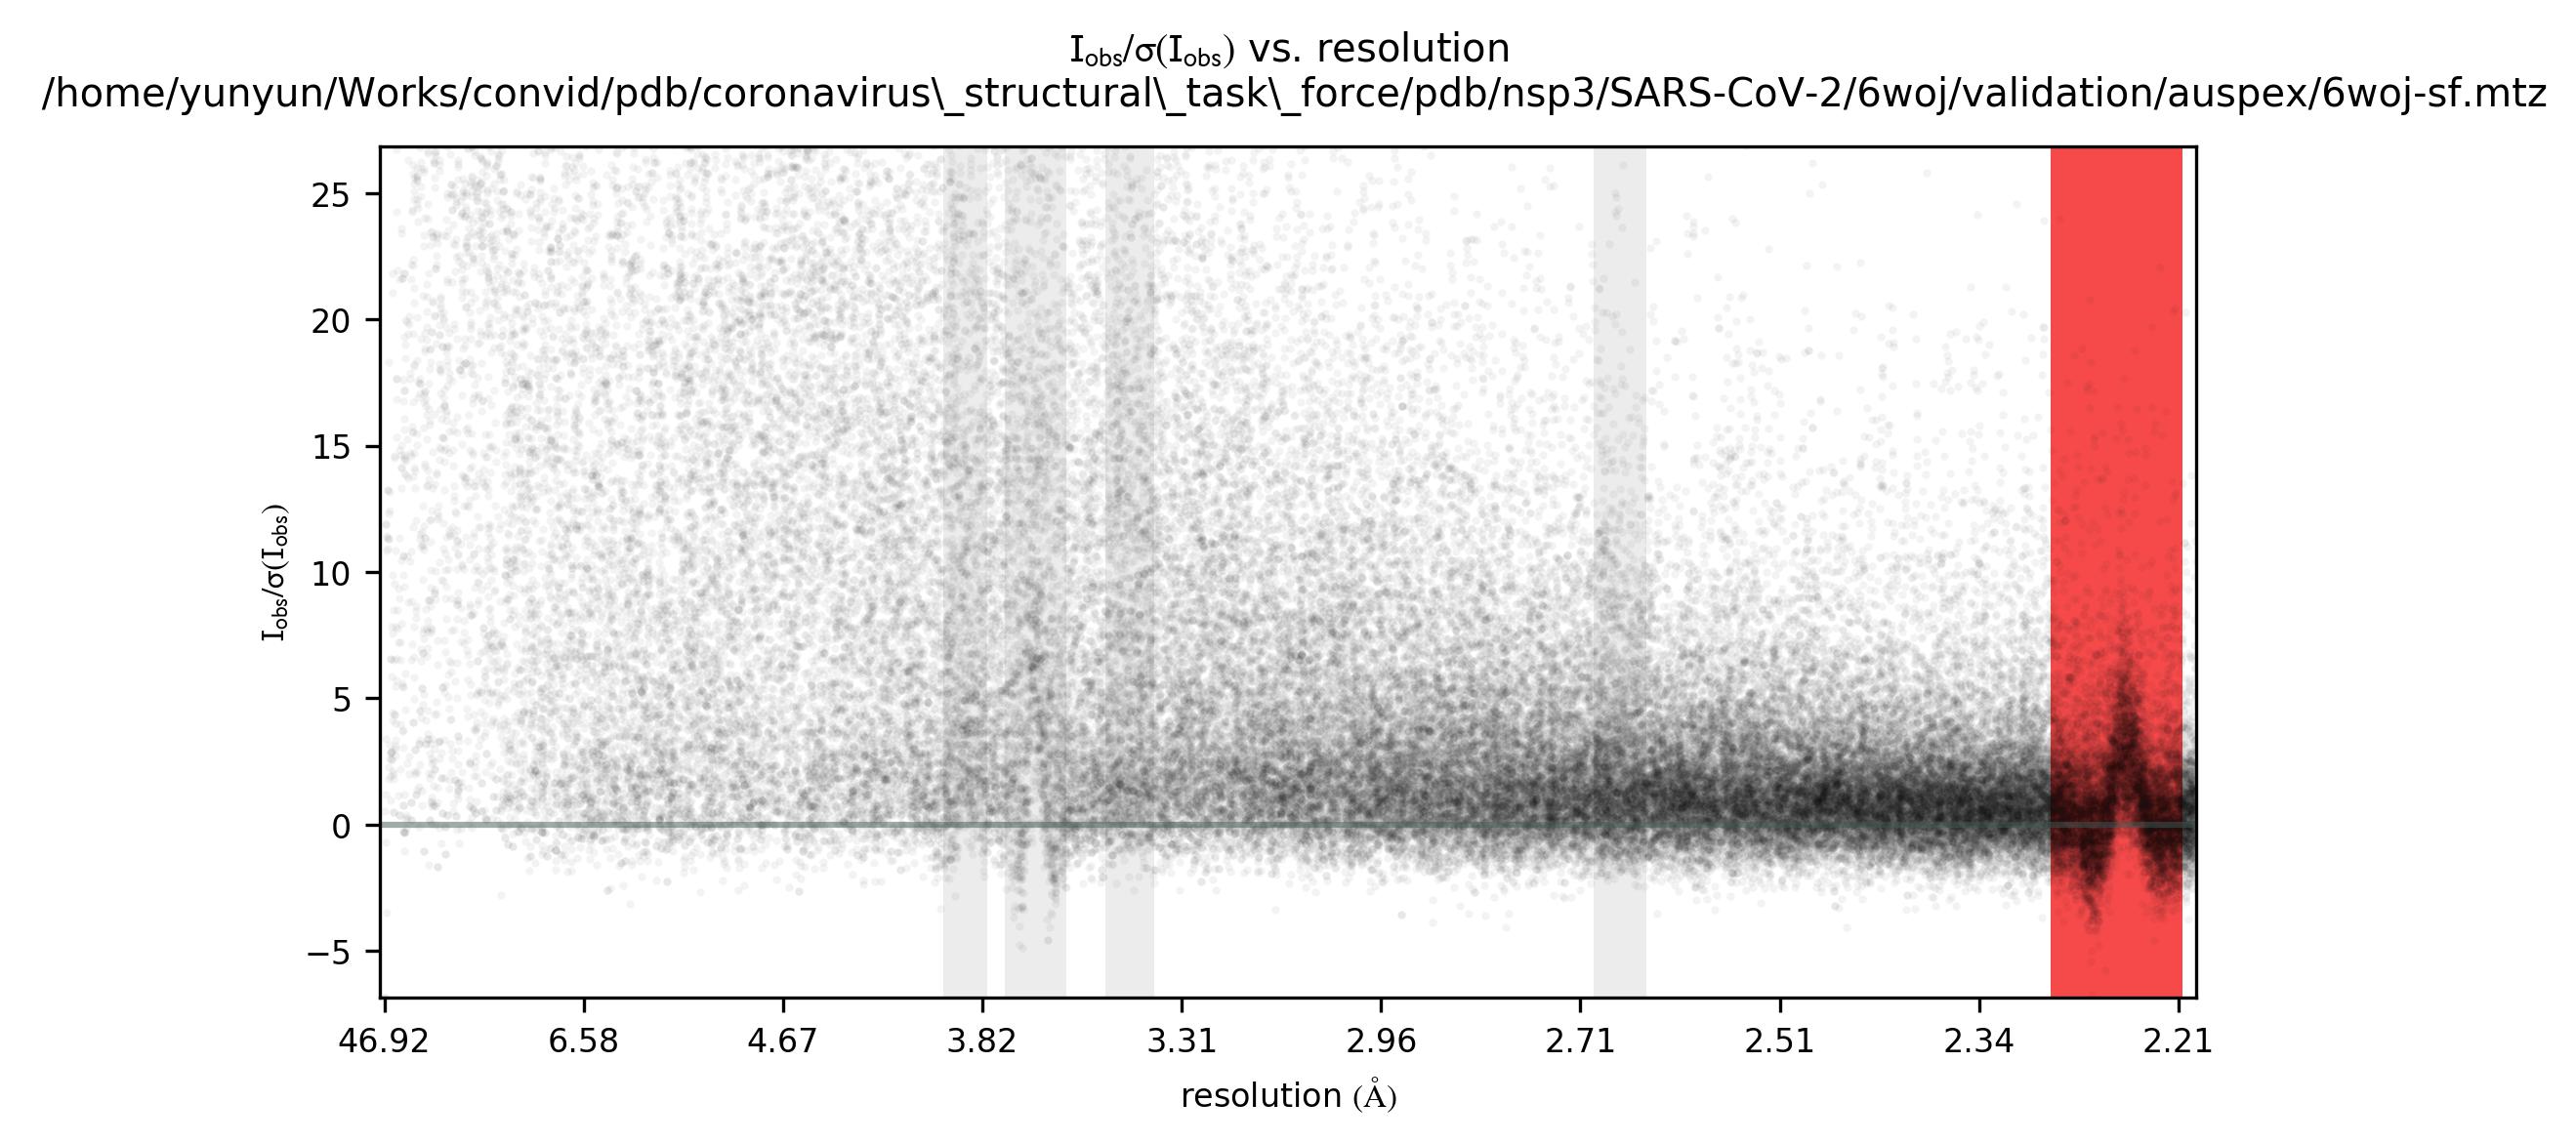 Iobs/σ(Iobs) vs. resolution
/home/yunyun/Works/convid/pdb/coronavirus\_structural\_task\_force/pdb/nsp3/SARS-CoV-2/6woj/validation/auspex/6woj-sf.mtz
25
20
15
10
5
0
−5
Iobs/σ(Iobs)
46.92 6.58 4.67 3.82 3.31 2.96 2.71 2.51 2.34 2.21
resolution (Å)